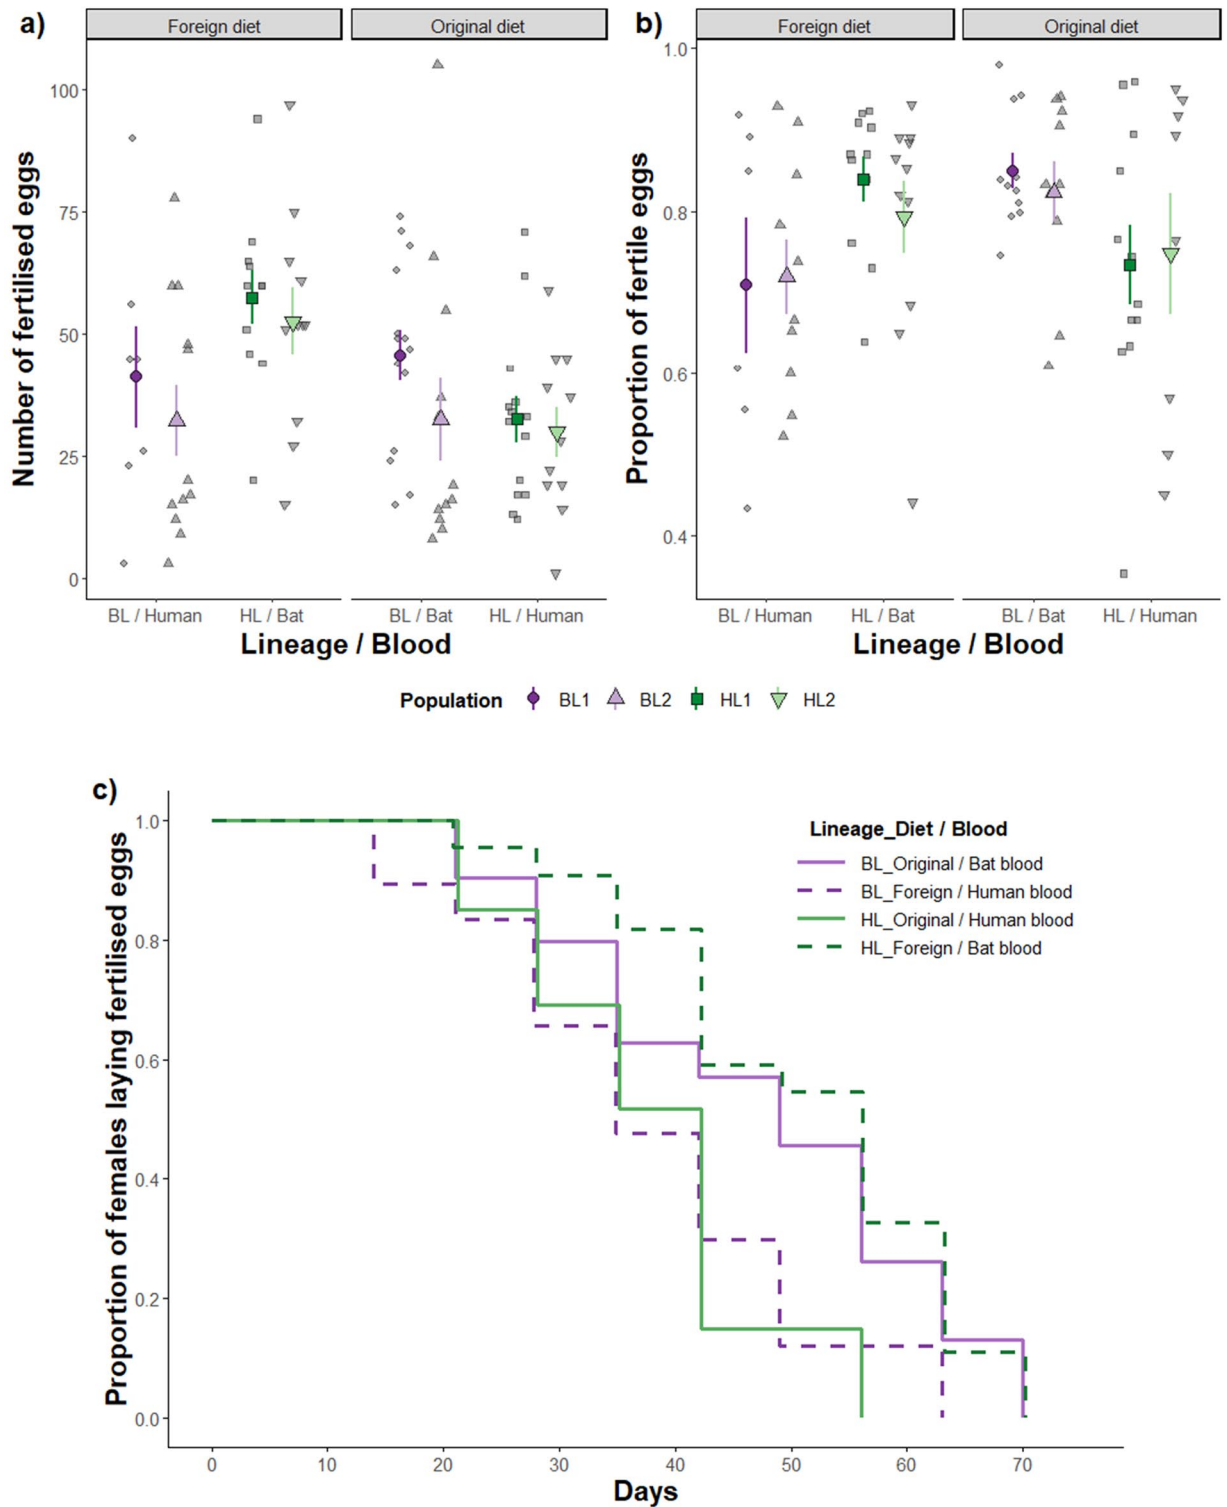 a)
Foreign diet
Original diet
Number of fertilised eggs
100
75
50
25
0
BL / Human
HL / Bat
BL / Bat
HL / Human
Lineage / Blood
b)
Foreign diet
Original diet
Proportion of fertile eggs
1.0
0.8
0.6
0.4
BL / Human
HL / Bat
BL / Bat
HL / Human
Lineage / Blood
Population BL1 BL2 HL1 HL2
c)
Proportion of females laying fertilised eggs
1.0
0.8
0.6
0.4
0.2
0.0
Lineage_Diet / Blood
BL_Original / Bat blood
BL_Foreign / Human blood
HL_Original / Human blood
HL_Foreign / Bat blood
0 10 20 30 40 50 60 70
Days